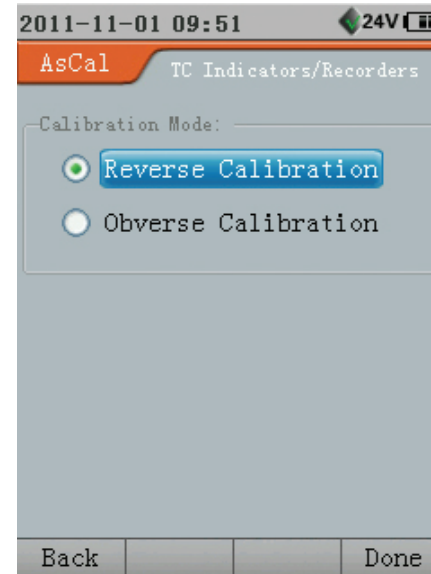 2011-11-01 09:51 24V
AsCal TC Indicators/Recorders
Calibration Mode:
Reverse Calibration
Obverse Calibration
Back Done